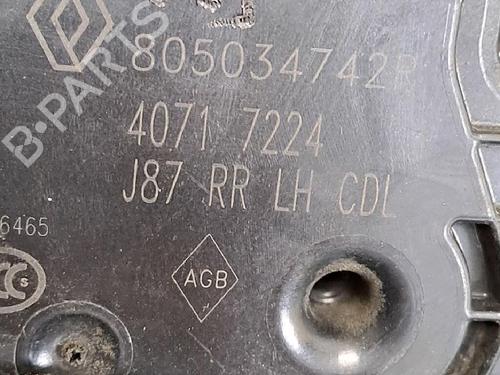 B-PARTS
805034742R
4071 7224
J87 RR LH CDL
6465
AGB
S